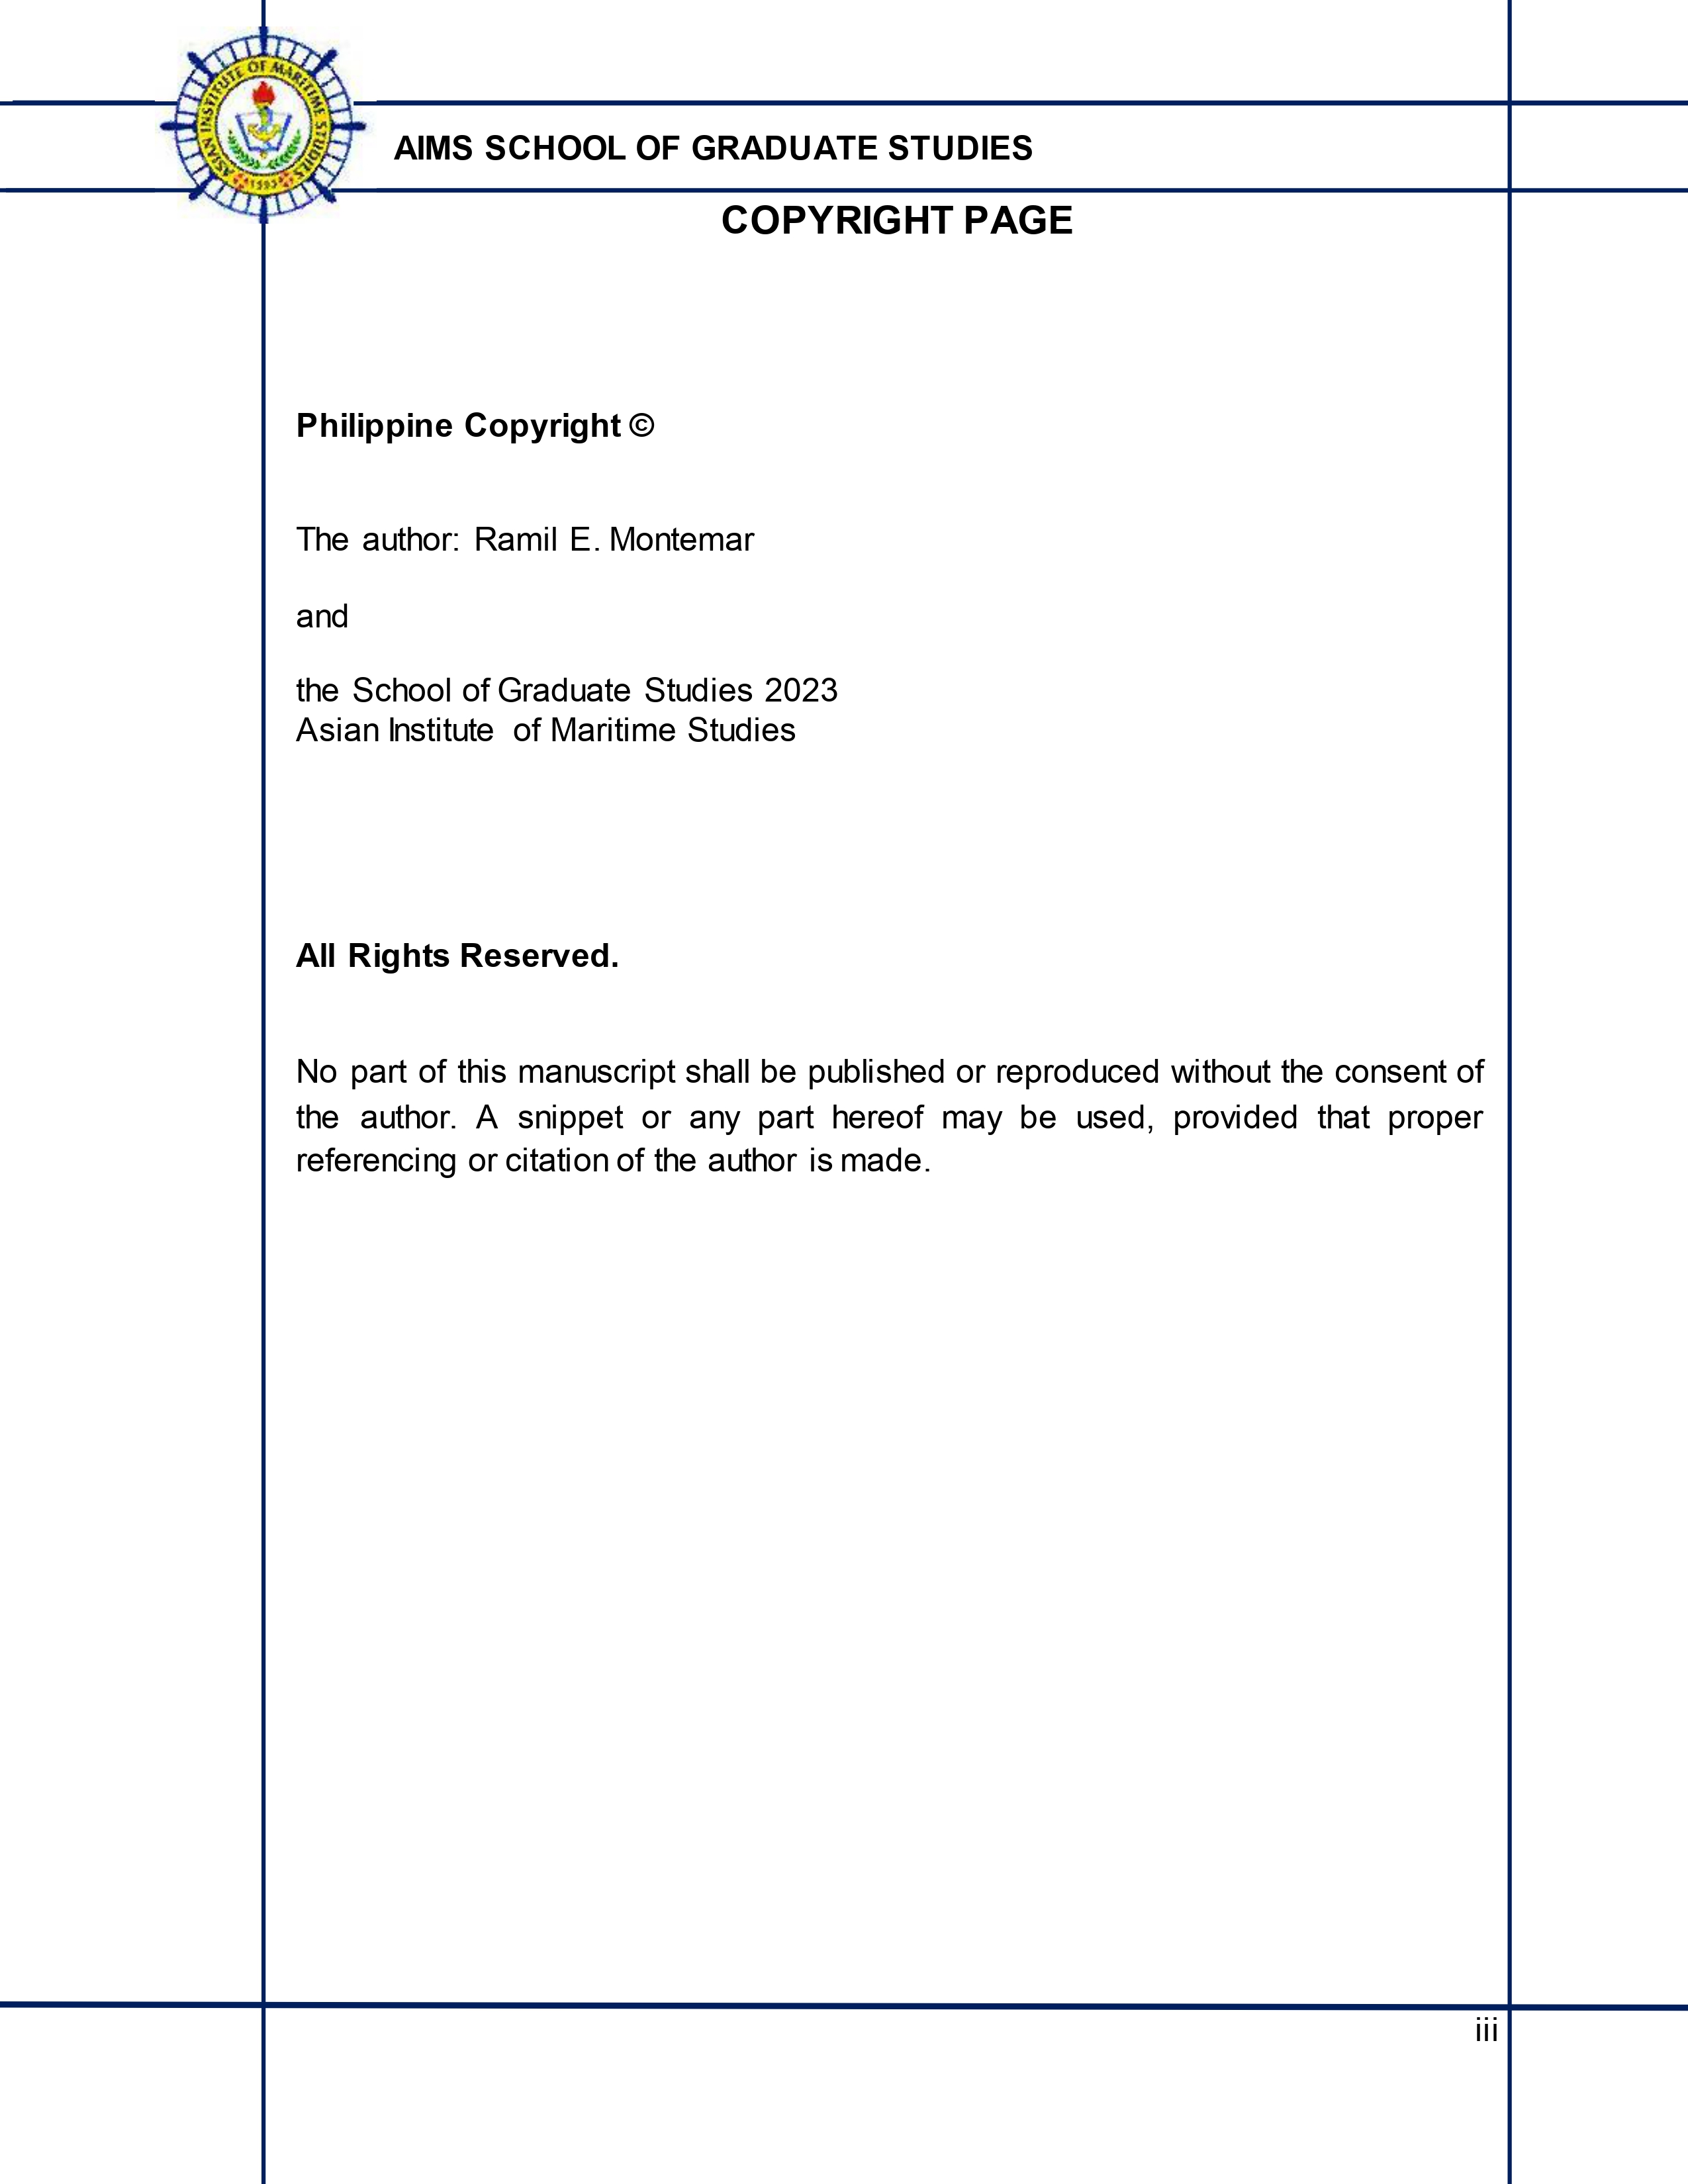 ASIAN INSTITUTE OF MARITIME STUDIES
1993
AIMS SCHOOL OF GRADUATE STUDIES
COPYRIGHT PAGE
Philippine Copyright ©
The author: Ramil E. Montemar
and
the School of Graduate Studies 2023
Asian Institute of Maritime Studies
All Rights Reserved.
No part of this manuscript shall be published or reproduced without the consent of
the author. A snippet or any part hereof may be used, provided that proper
referencing or citation of the author is made.
iii